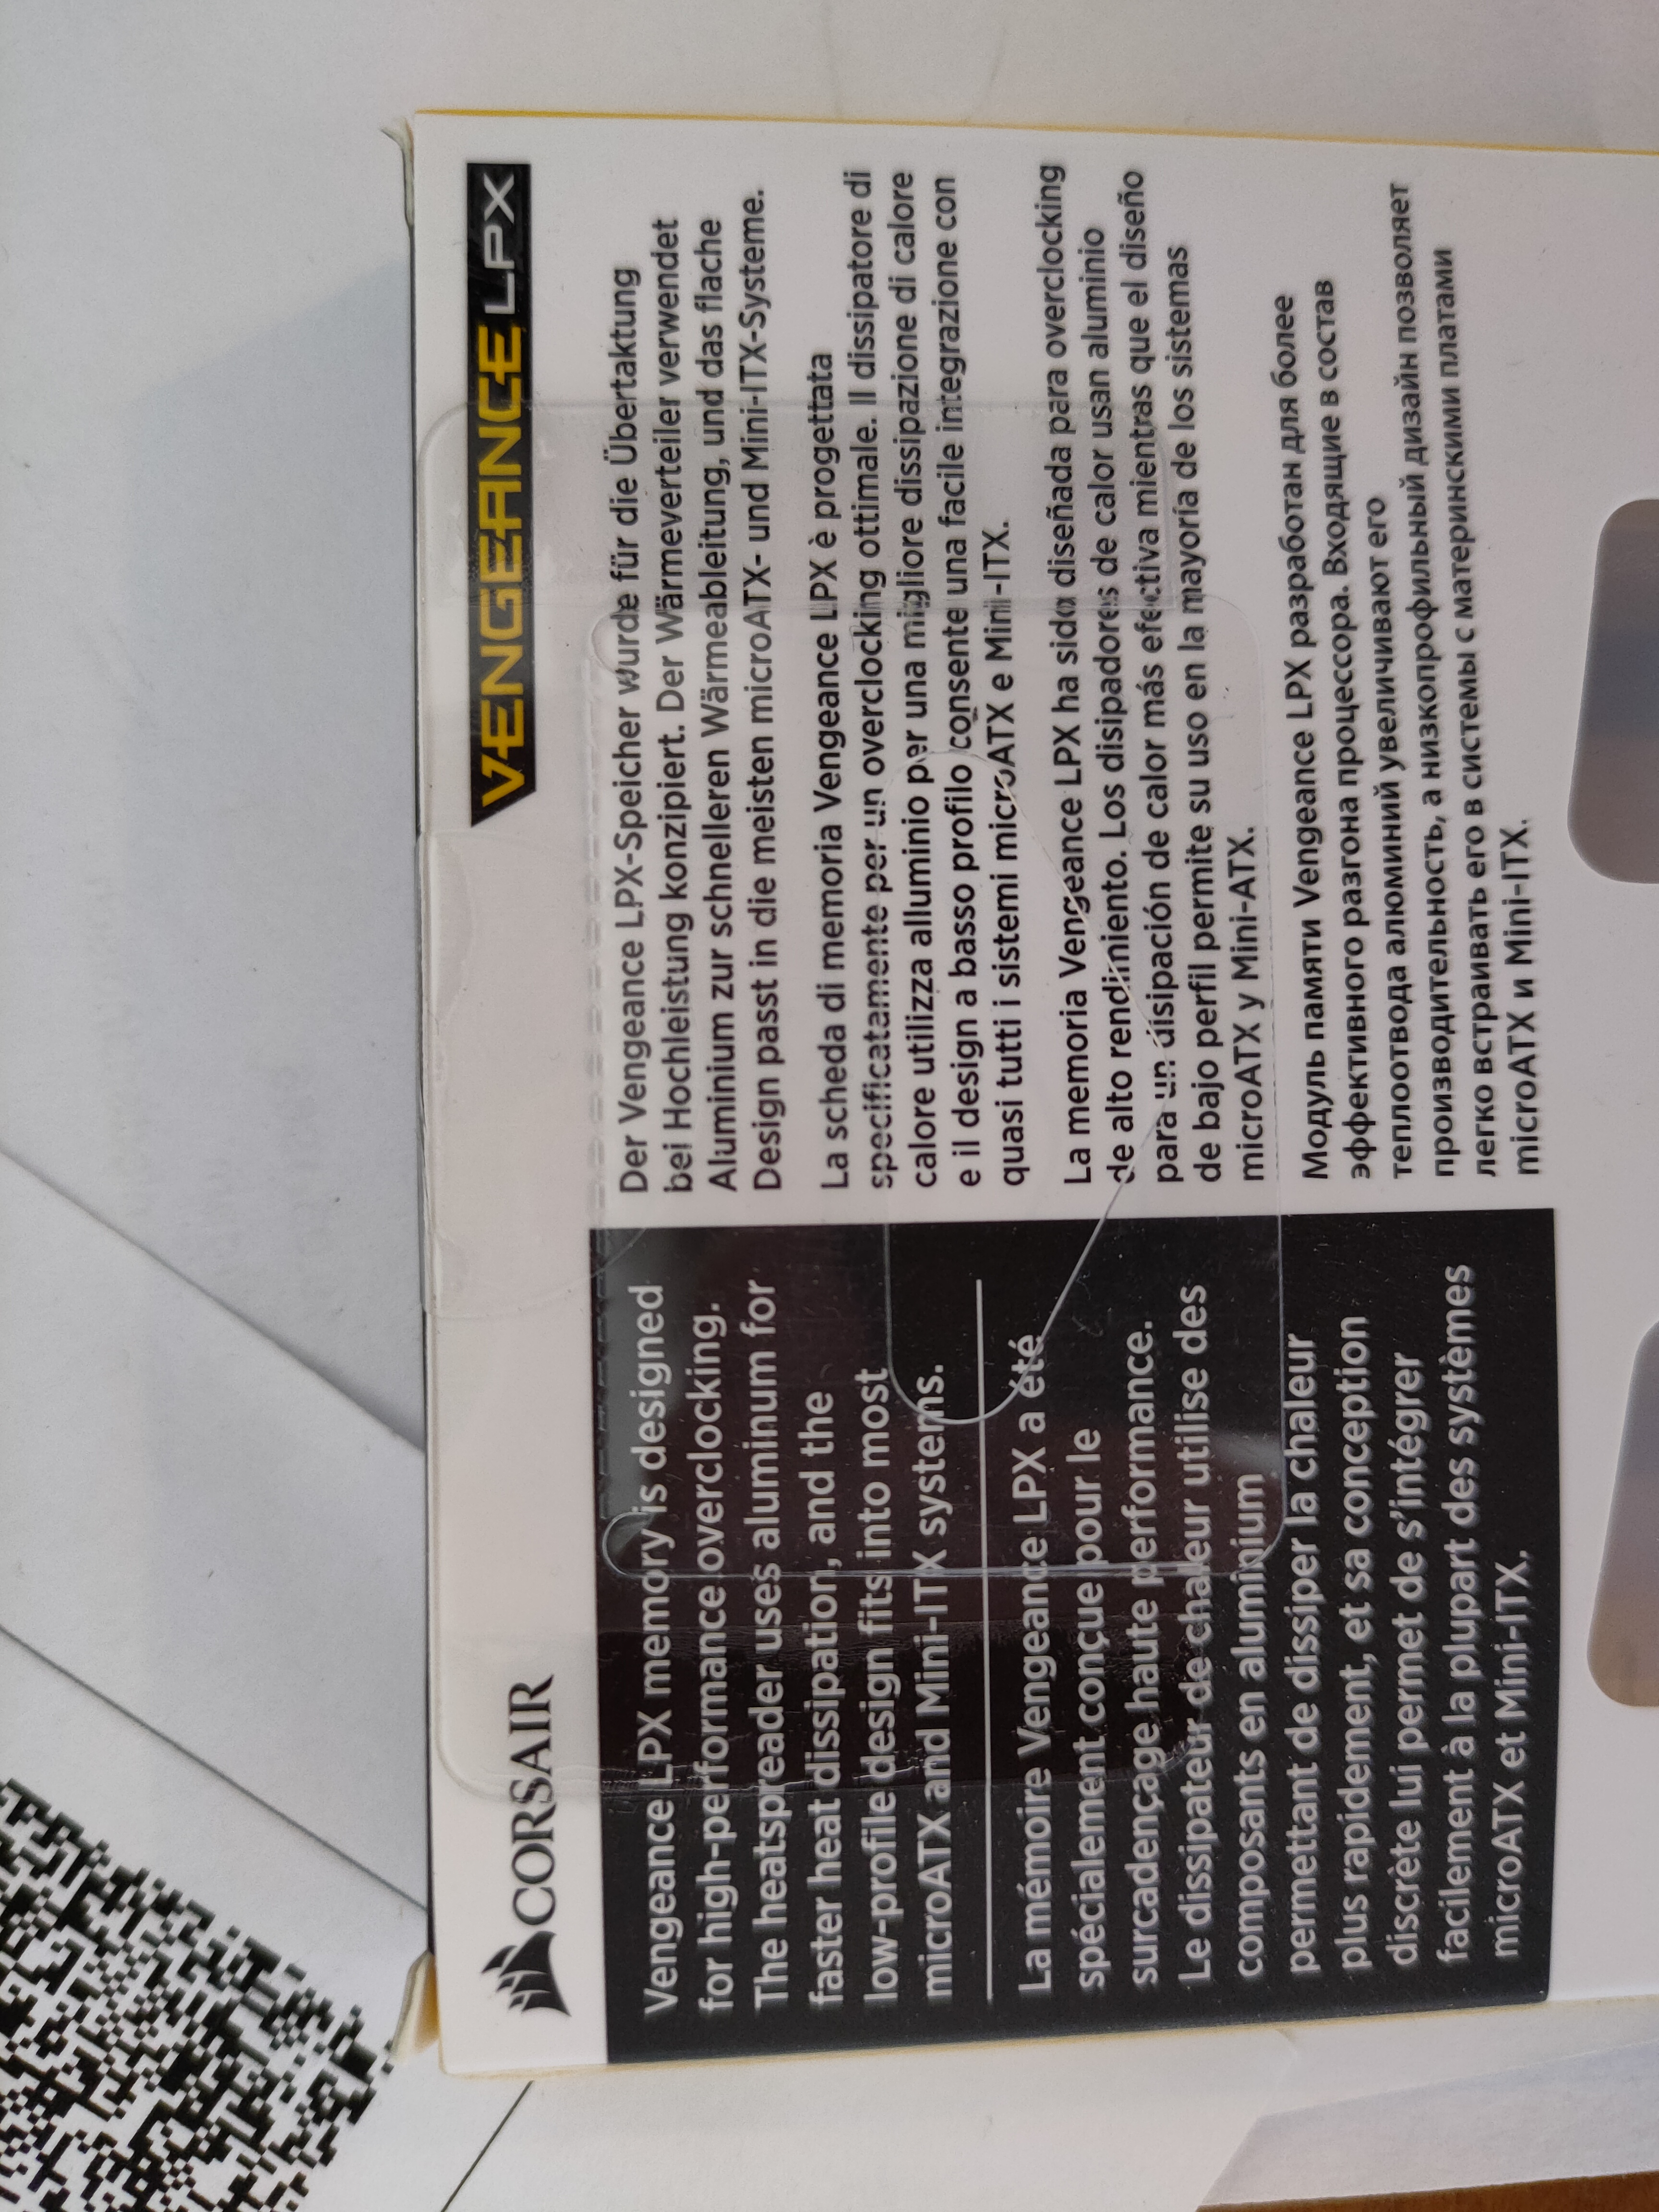 CORSAIR
VENGEANCE LPX
Vengeance LPX memory is designed
for high-performance overclocking.
The heatspreader uses aluminum for
faster heat dissipation, and the
low-profile design fits into most
microATX and Mini-ITX systems.
La mémoire Vengeance LPX a été
spécialement conçue pour le
surcadençage haute performance.
Le dissipateur de chaleur utilise des
composants en aluminium
permettant de dissiper la chaleur
plus rapidement, et sa conception
discrète lui permet de s’intégrer
facilement à la plupart des systèmes
microATX et Mini-ITX.
Der Vengeance LPX-Speicher wurde für die Übertaktung
bei Hochleistung konzipiert. Der Wärmeverteiler verwendet
Aluminium zur schnelleren Wärmeableitung, und das flache
Design passt in die meisten microATX- und Mini-ITX-Systeme.
La scheda di memoria Vengeance LPX è progettata
specificatamente per un overclocking ottimale. Il dissipatore di
calore utilizza alluminio per una migliore dissipazione di calore
e il design a basso profilo consente una facile integrazione con
quasi tutti i sistemi microATX e Mini-ITX.
La memoria Vengeance LPX ha sido diseñada para overclocking
de alto rendimiento. Los disipadores de calor usan aluminio
para un disipación de calor más efectiva mientras que el diseño
de bajo perfil permite su uso en la mayoría de los sistemas
microATX y Mini-ATX.
Модуль памяти Vengeance LPX разработан для более
эффективного разгона процессора. Входящие в состав
теплоотвода алюминий увеличивают его
производительность, а низкопрофильный дизайн позволяет
легко встраивать его в системы с материнскими платами
microATX и Mini-ITX.